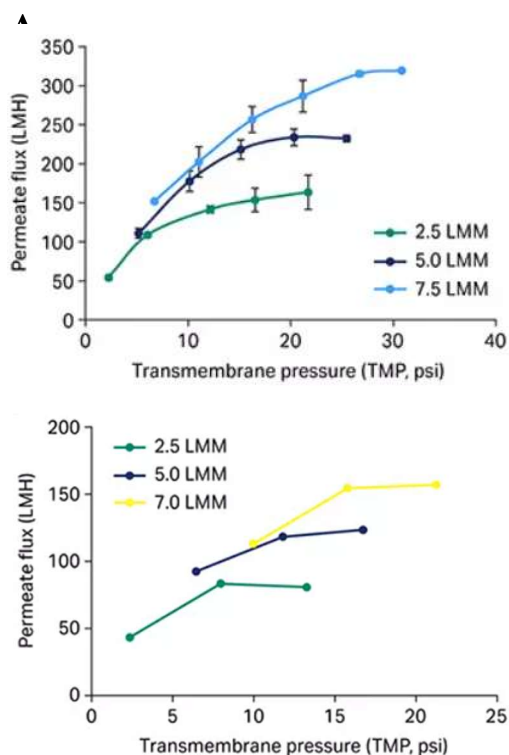 A
350
300
250
200
150
100
50
0
Permeate flux (LMH)
2.5 LMM
5.0 LMM
7.5 LMM
0 10 20 30 40
Transmembrane pressure (TMP, psi)
200
150
100
50
0
Permeate flux (LMH)
2.5 LMM
5.0 LMM
7.0 LMM
0 5 10 15 20 25
Transmembrane pressure (TMP, psi)